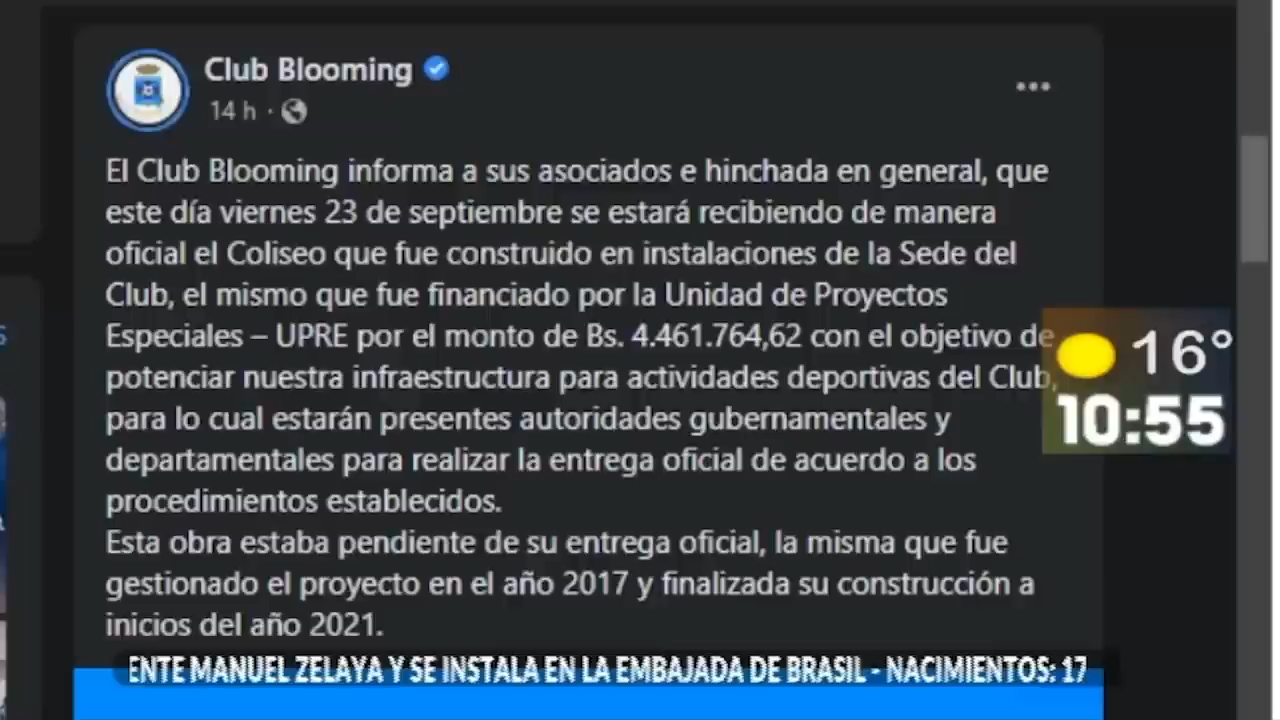 Club Blooming
14 h ·
El Club Blooming informa a sus asociados e hinchada en general, que
este día viernes 23 de septiembre se estará recibiendo de manera
oficial el Coliseo que fue construido en instalaciones de la Sede del
Club, el mismo que fue financiado por la Unidad de Proyectos
Especiales – UPRE por el monto de Bs. 4.461.764,62 con el objetivo de
potenciar nuestra infraestructura para actividades deportivas del Club,
para lo cual estarán presentes autoridades gubernamentales y
departamentales para realizar la entrega oficial de acuerdo a los
procedimientos establecidos.
Esta obra estaba pendiente de su entrega oficial, la misma que fue
gestionado el proyecto en el año 2017 y finalizada su construcción a
inicios del año 2021.
16°
10:55
ENTE MANUEL ZELAYA Y SE INSTALA EN LA EMBAJADA DE BRASIL - NACIMIENTOS: 17